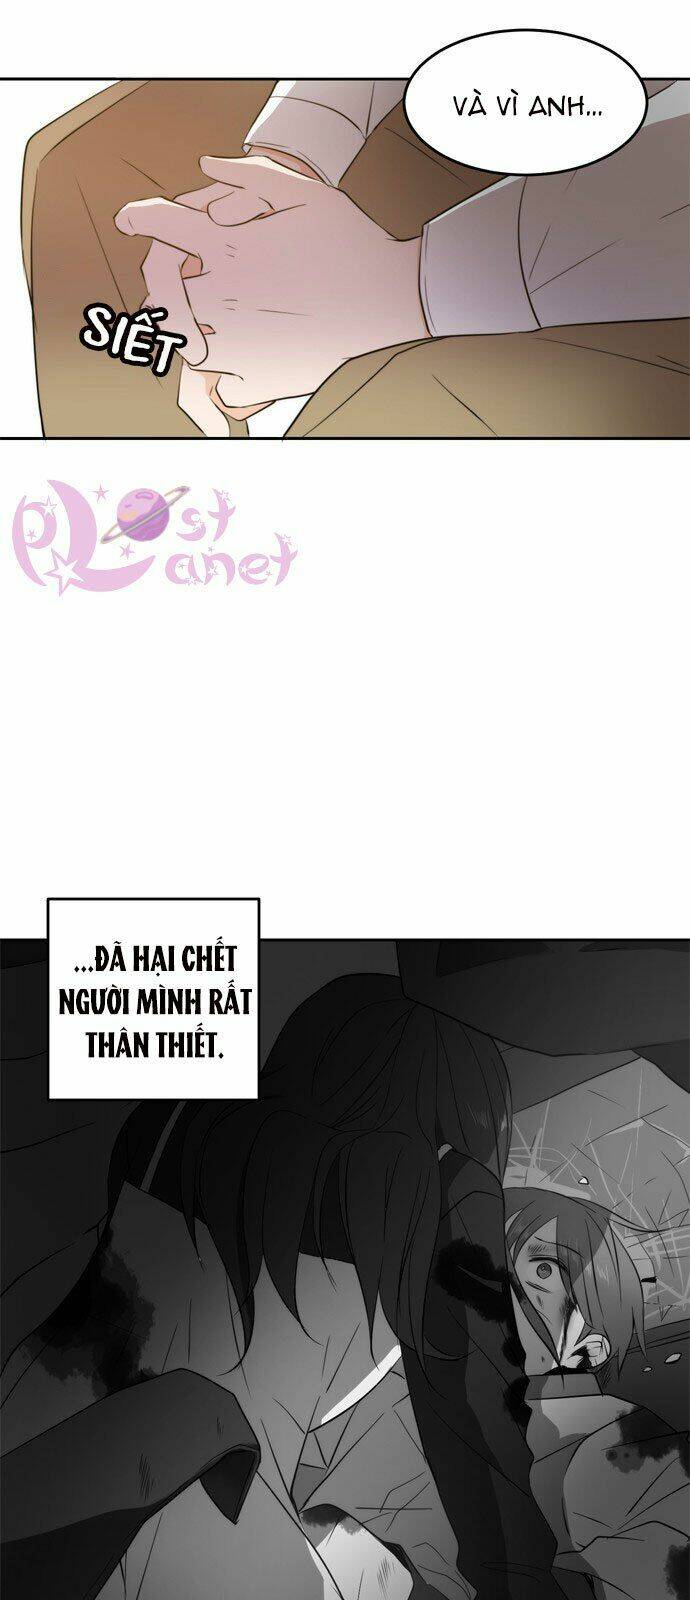 VÀ VÌ ANH...
SIẾT
Lost
Planet
...ĐÃ HẠI CHẾT
NGƯỜI MÌNH RẤT
THÂN THIẾT.